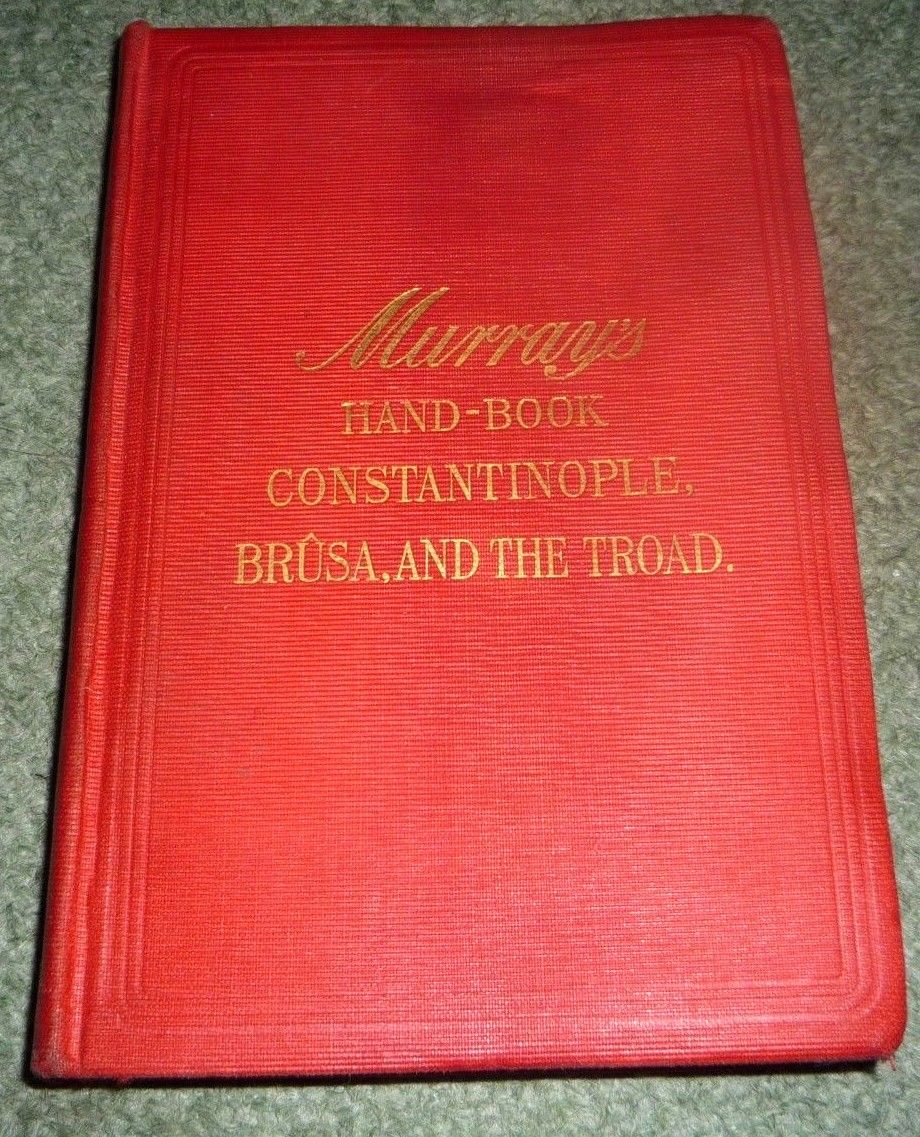 Murray's
HAND-BOOK
CONSTANTINOPLE,
BRÛSA, AND THE TROAD.